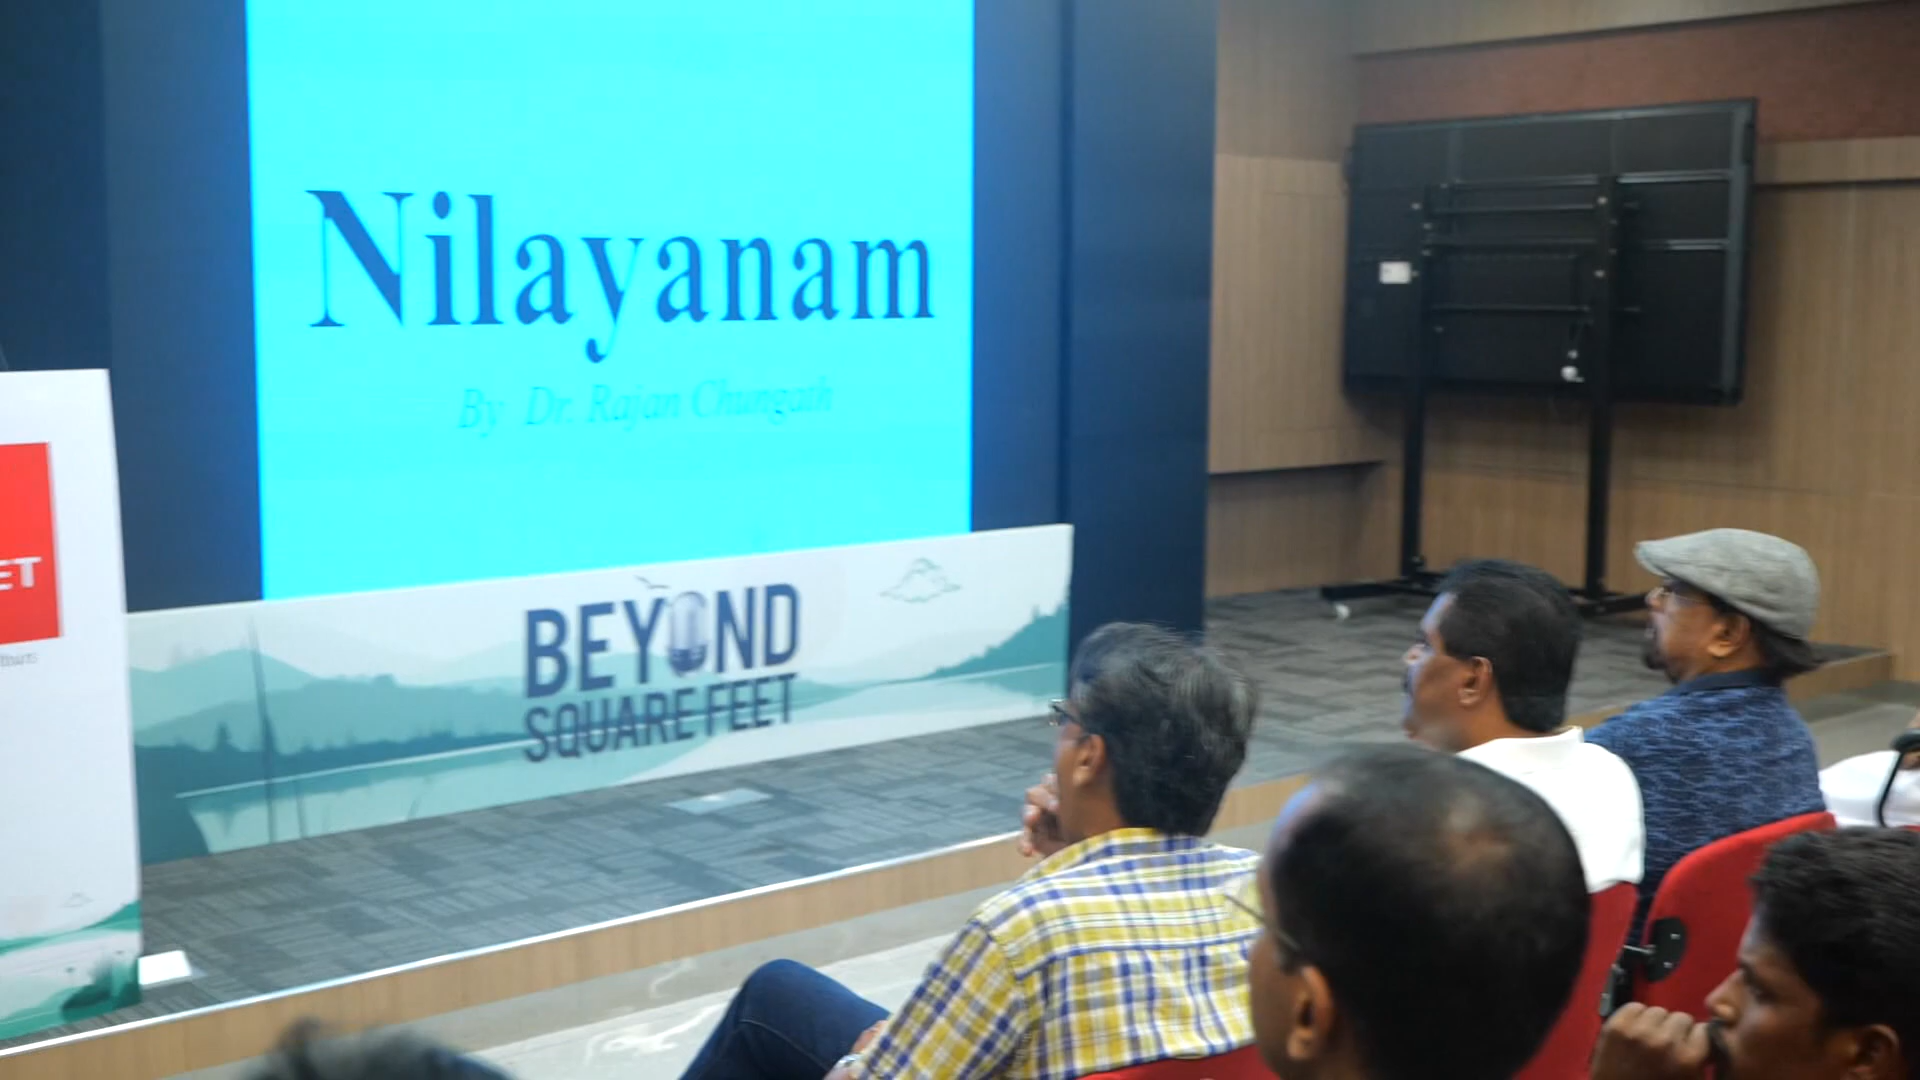 Nilayanam
By Dr. Rajan Chungath
BEYOND
SQUARE FEET
ET